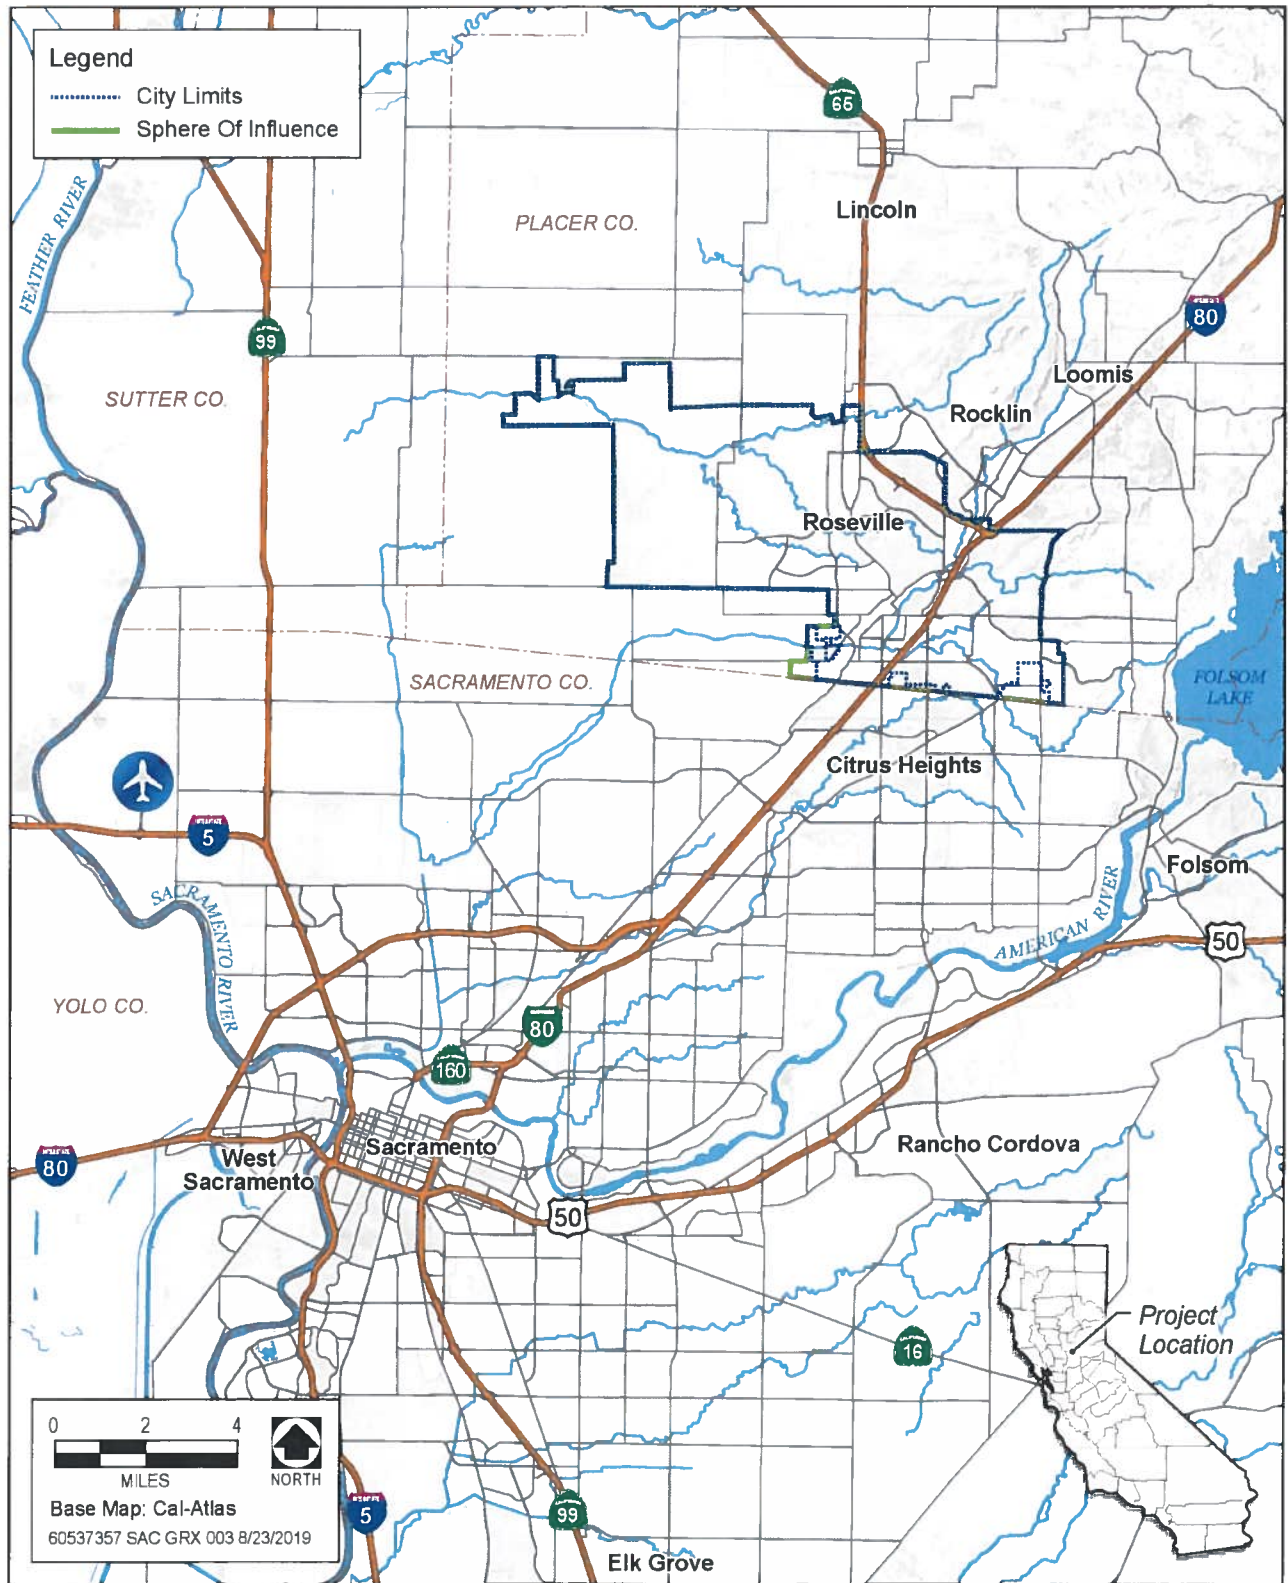 Legend
City Limits
Sphere Of Influence
65
FEATHER RIVER
PLACER CO.
Lincoln
80
99
SUTTER CO.
Loomis
Rocklin
Roseville
SACRAMENTO CO.
FOLSOM
LAKE
Citrus Heights
5
Folsom
SACRAMENTO RIVER
AMERICAN RIVER
50
YOLO CO.
80
160
Sacramento
Rancho Cordova
80
West
Sacramento
50
Project
Location
16
0 2 4
MILES
NORTH
Base Map: Cal-Atlas
60537357 SAC GRX 003 8/23/2019
5
99
Elk Grove